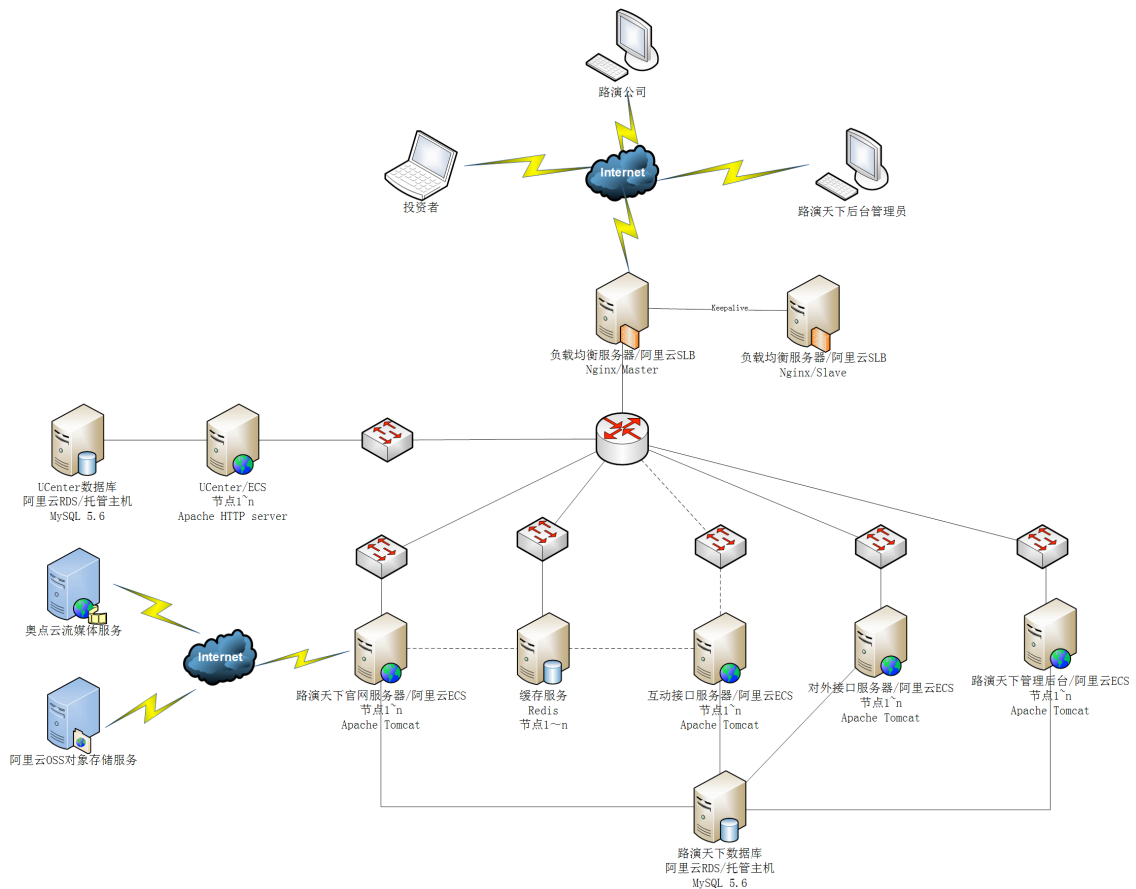 路演公司
Internet
投资者
路演天下后台管理员
Keepalive
负载均衡服务器/阿里云SLB
Nginx/Master
负载均衡服务器/阿里云SLB
Nginx/Slave
UCenter数据库
阿里云RDS/托管主机
MySQL 5.6
UCenter/ECS
节点1~n
Apache HTTP server
奥点云流媒体服务
Internet
阿里云OSS对象存储服务
路演天下官网服务器/阿里云ECS
节点1~n
Apache Tomcat
缓存服务
Redis
节点1～n
互动接口服务器/阿里云ECS
节点1~n
Apache Tomcat
对外接口服务器/阿里云ECS
节点1~n
Apache Tomcat
路演天下管理后台/阿里云ECS
节点1~n
Apache Tomcat
路演天下数据库
阿里云RDS/托管主机
MySQL 5.6